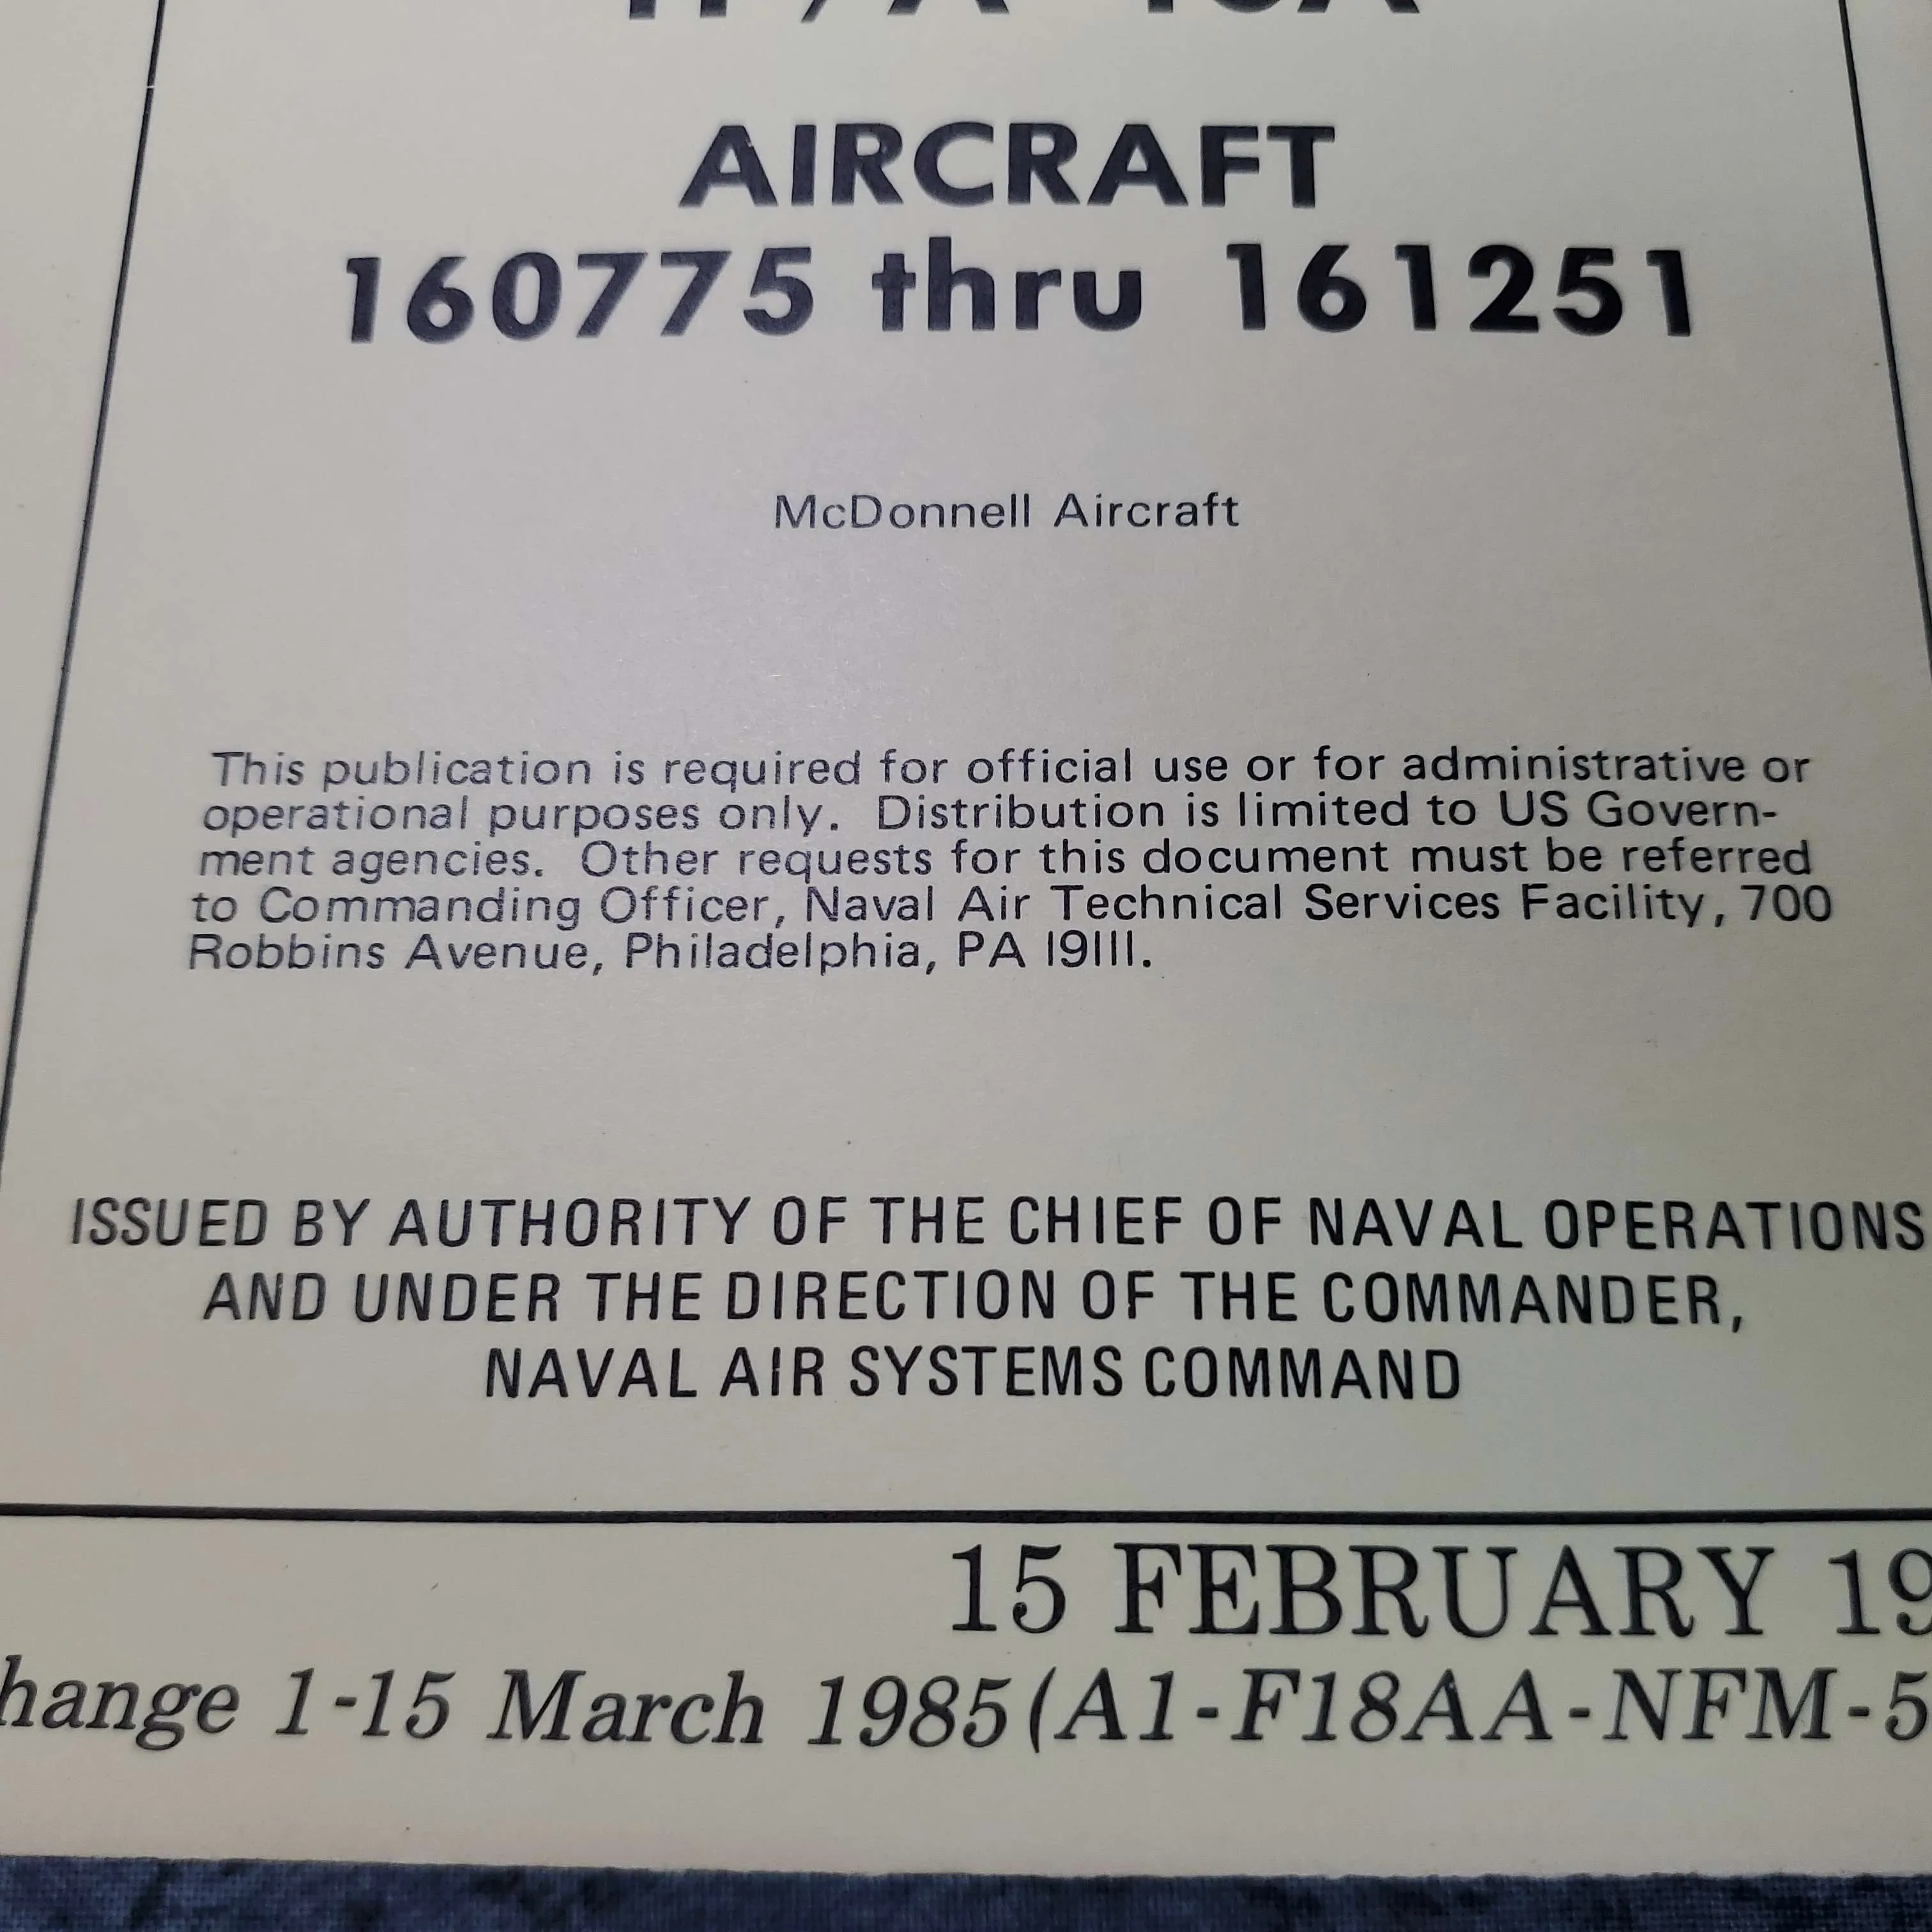 AIRCRAFT
160775 thru 161251
McDonnell Aircraft
This publication is required for official use or for administrative or
operational purposes only. Distribution is limited to US Govern-
ment agencies. Other requests for this document must be referred
to Commanding Officer, Naval Air Technical Services Facility, 700
Robbins Avenue, Philadelphia, PA 19111.
ISSUED BY AUTHORITY OF THE CHIEF OF NAVAL OPERATIONS
AND UNDER THE DIRECTION OF THE COMMANDER,
NAVAL AIR SYSTEMS COMMAND
15 FEBRUARY 19
hange 1-15 March 1985(A1-F18AA-NFM-5